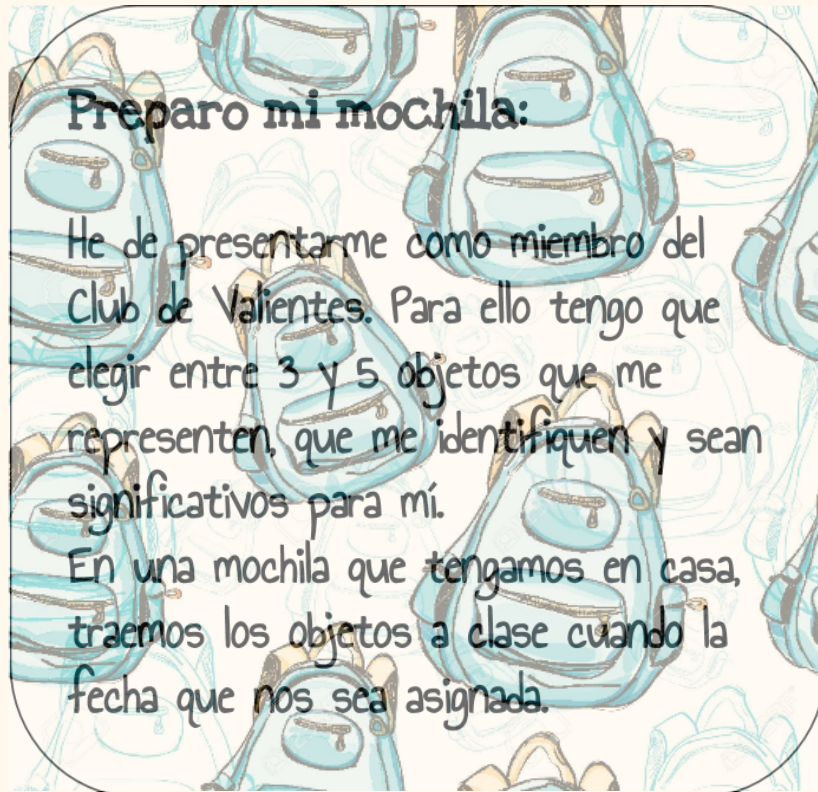 Preparo mi mochila:
He de presentarme como miembro del
Club de Valientes. Para ello tengo que
elegir entre 3 y 5 objetos que me
representen, que me identifiquen y sean
significativos para mí.
En una mochila que tengamos en casa,
traemos los objetos a clase cuando la
fecha que nos sea asignada.